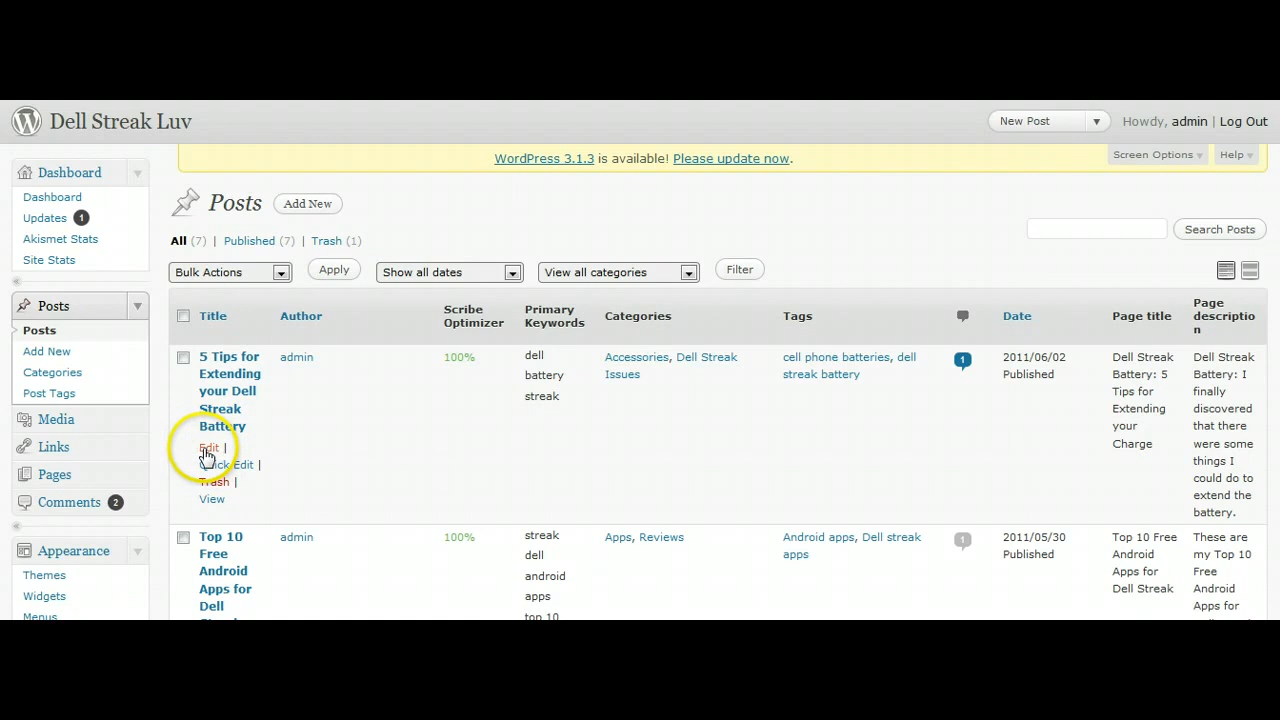 Dell Streak Luv
New Post
Howdy, admin | Log Out
WordPress 3.1.3 is available! Please update now.
Screen Options
Help
Dashboard
Dashboard
Updates 1
Akismet Stats
Site Stats
Posts
Posts
Add New
Categories
Post Tags
Media
Links
Pages
Comments 2
Appearance
Themes
Widgets
Menus
Posts Add New
All (7) | Published (7) | Trash (1)
Search Posts
Bulk Actions
Apply
Show all dates
View all categories
Filter
Title
Author
Scribe
Optimizer
Primary
Keywords
Categories
Tags
Date
Page title
Page
descriptio
n
5 Tips for
Extending
your Dell
Streak
Battery
Edit |
Quick Edit |
Trash |
View
admin
100%
dell
battery
streak
Accessories, Dell Streak
Issues
cell phone batteries, dell
streak battery
1
2011/06/02
Published
Dell Streak
Battery: 5
Tips for
Extending
your
Charge
Dell Streak
Battery: I
finally
discovered
that there
were some
things I
could do to
extend the
battery.
Top 10
Free
Android
Apps for
Dell
admin
100%
streak
dell
android
apps
top 10
Apps, Reviews
Android apps, Dell streak
apps
1
2011/05/30
Published
Top 10 Free
Android
Apps for
Dell Streak
These are
my Top 10
Free
Android
Apps for